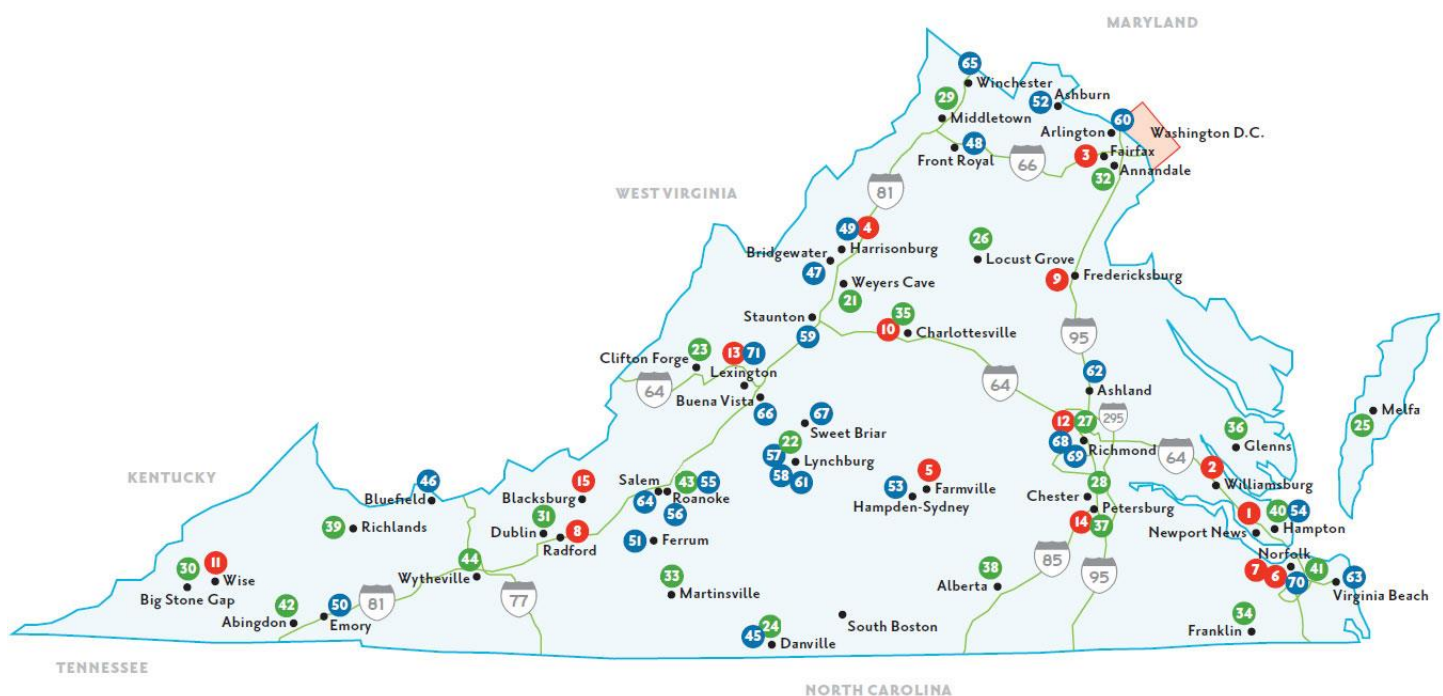 MARYLAND
65
Winchester
29
Middletown
52
Ashburn
60
Arlington
Washington D.C.
48
Front Royal
66
3
Fairfax
32
Annandale
81
WEST VIRGINIA
49
4
Harrisonburg
Bridgewater
47
26
Locust Grove
9
Fredericksburg
Weyers Cave
21
Staunton
59
35
10
Charlottesville
95
23
Clifton Forge
64
13
71
Lexington
Buena Vista
66
64
62
Ashland
295
67
Sweet Briar
12
27
68
69
Richmond
64
36
Glenns
25
Melfa
22
57
Lynchburg
58
61
KENTUCKY
46
Bluefield
15
Blacksburg
Salem
43
55
64
Roanoke
56
53
5
Farmville
Hampden-Sydney
28
Chester
Petersburg
14
37
2
Williamsburg
1
40
54
Newport News
Hampton
39
Richlands
31
Dublin
8
Radford
51
Ferrum
30
11
Wise
Big Stone Gap
44
Wytheville
33
Martinsville
38
Alberta
85
95
Norfolk
7
6
70
41
63
Virginia Beach
42
Abingdon
50
Emory
81
77
24
45
Danville
South Boston
34
Franklin
TENNESSEE
NORTH CAROLINA